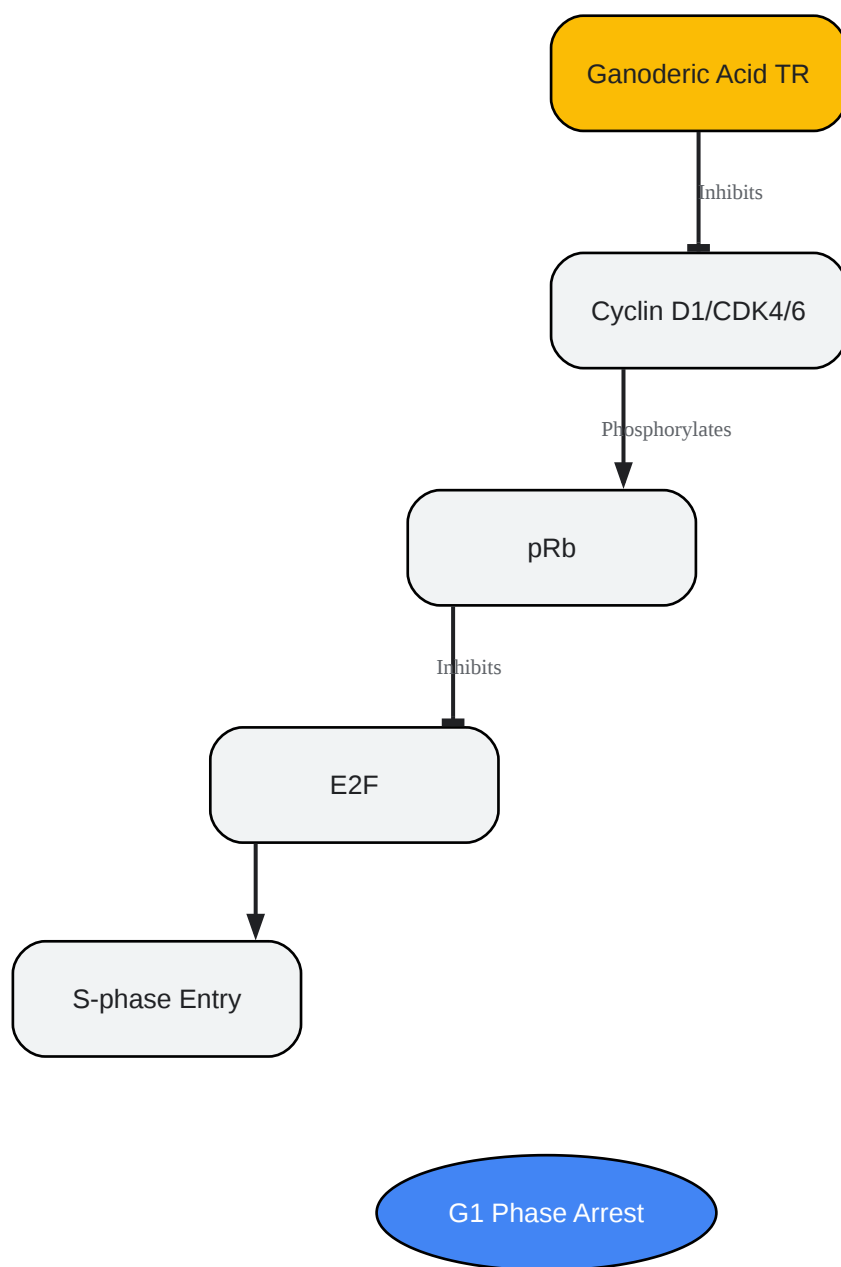 Ganoderic Acid TR
Inhibits
Cyclin D1/CDK4/6
Phosphorylates
pRb
Inhibits
E2F
S-phase Entry
G1 Phase Arrest